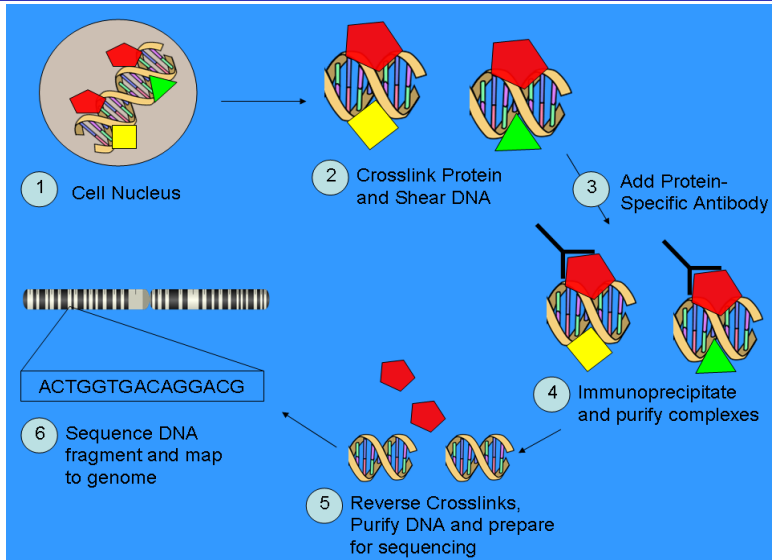 1 Cell Nucleus
2 Crosslink Protein
and Shear DNA
3 Add Protein-
Specific Antibody
4 Immunoprecipitate
and purify complexes
5 Reverse Crosslinks,
Purify DNA and prepare
for sequencing
ACTGGTGACAGGACG
6 Sequence DNA
fragment and map
to genome